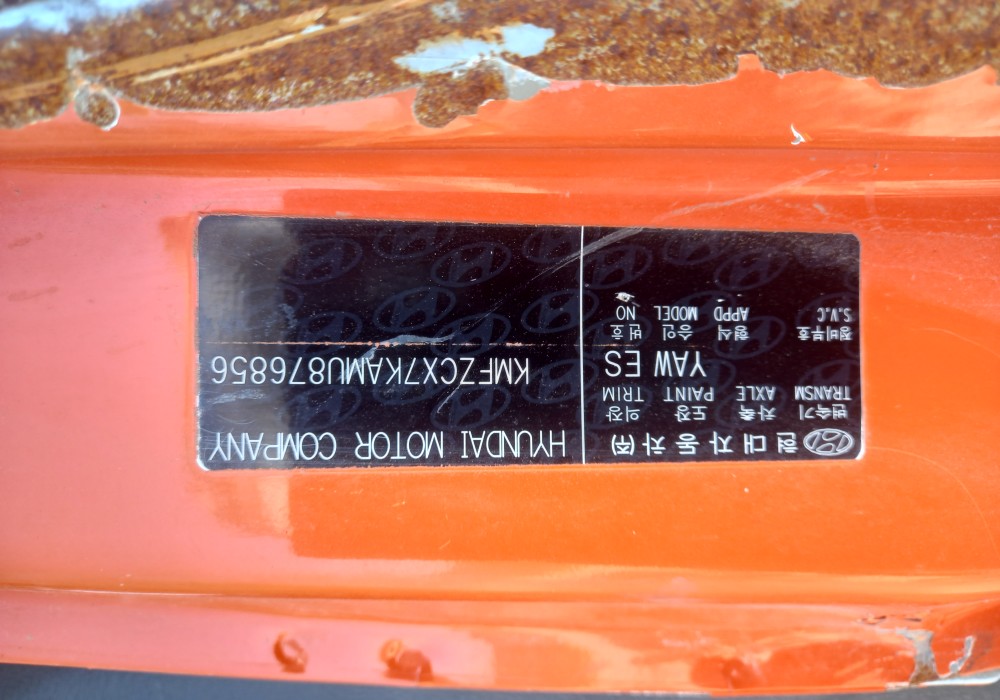 현대자동차(주) HYUNDAI MOTOR COMPANY
변속기 차축 도장 의장
TRANSM AXLE PAINT TRIM
YAW ES KMFZCX7KAMU876856
정비부호 형식 승인 번호
S.V.C APPD MODEL NO